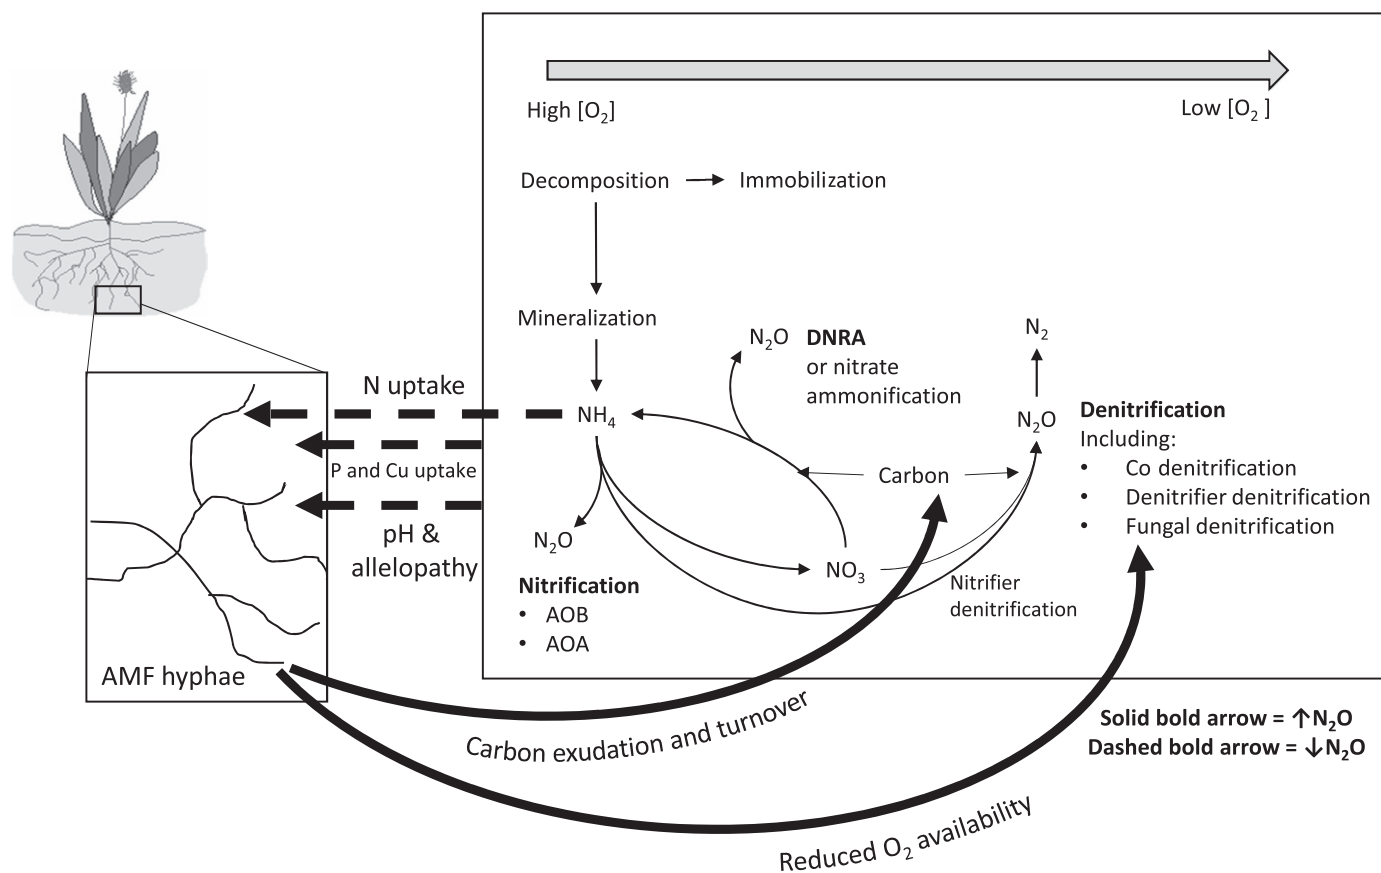 High [O₂]
Low [O₂ ]
Decomposition
Immobilization
Mineralization
N₂O
DNRA
or nitrate
ammonification
N₂
N uptake
NH₄
N₂O
Denitrification
Including:
• Co denitrification
• Denitrifier denitrification
• Fungal denitrification
P and Cu uptake
Carbon
pH &
allelopathy
N₂O
NO₃
Nitrification
• AOB
• AOA
Nitrifier
denitrification
AMF hyphae
Carbon exudation and turnover
Solid bold arrow = ↑N₂O
Dashed bold arrow = ↓N₂O
Reduced O₂ availability